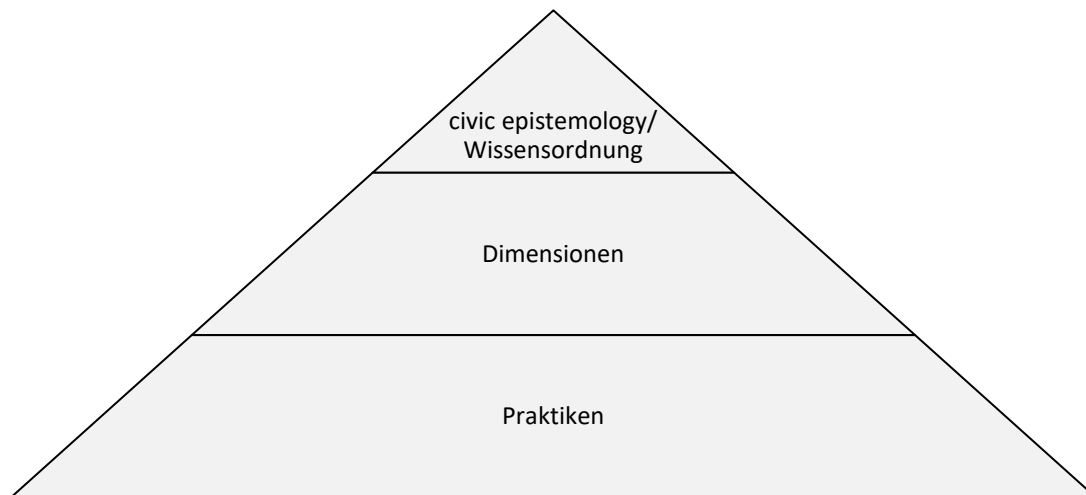 civic epistemology/
Wissensordnung
Dimensionen
Praktiken